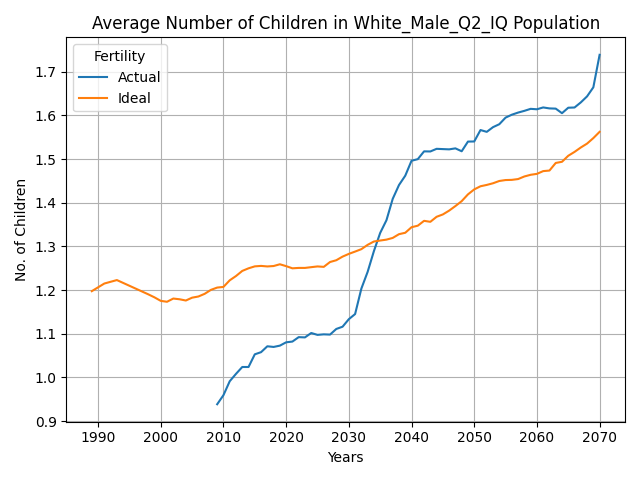 Average Number of Children in White_Male_Q2_IQ Population
Fertility
Actual
Ideal
No. of Children
1.7
1.6
1.5
1.4
1.3
1.2
1.1
1.0
0.9
1990 2000 2010 2020 2030 2040 2050 2060 2070
Years